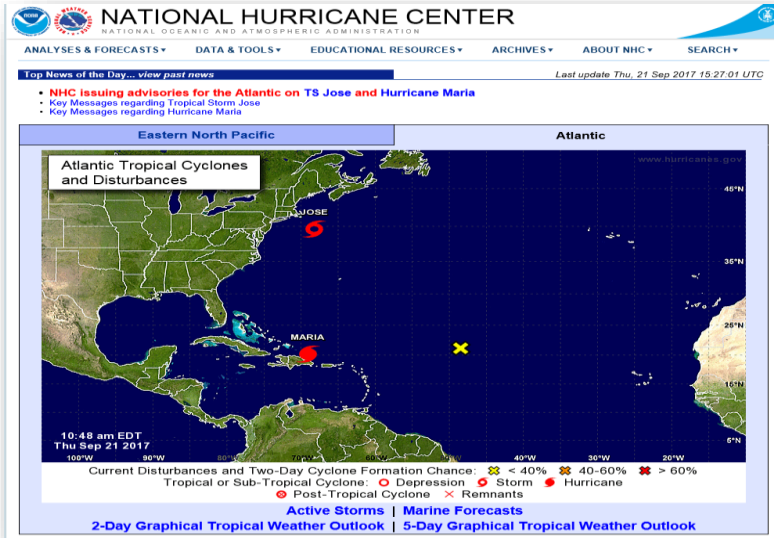 NOAA
NATIONAL HURRICANE CENTER
NATIONAL OCEANIC AND ATMOSPHERIC ADMINISTRATION
ANALYSES & FORECASTS▾ DATA & TOOLS▾ EDUCATIONAL RESOURCES▾ ARCHIVES▾ ABOUT NHC▾ SEARCH▾
Top News of the Day... view past news Last update Thu, 21 Sep 2017 15:27:01 UTC
• NHC issuing advisories for the Atlantic on TS Jose and Hurricane Maria
• Key Messages regarding Tropical Storm Jose
• Key Messages regarding Hurricane Maria
Eastern North Pacific Atlantic
Atlantic Tropical Cyclones
and Disturbances
www.hurricanes.gov
45°N
JOSE
35°N
25°N
MARIA
15°N
10:48 am EDT
Thu Sep 21 2017
5°N
100°W 90°W 80°W 70°W 60°W 50°W 40°W 30°W 20°W
Current Disturbances and Two-Day Cyclone Formation Chance: < 40% 40-60% > 60%
Tropical or Sub-Tropical Cyclone: Depression Storm Hurricane
Post-Tropical Cyclone Remnants
Active Storms | Marine Forecasts
2-Day Graphical Tropical Weather Outlook | 5-Day Graphical Tropical Weather Outlook